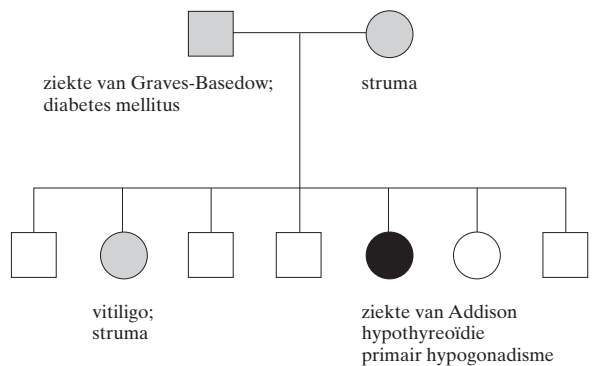 ziekte van Graves-Basedow;
diabetes mellitus
struma
vitiligo;
struma
ziekte van Addison
hypothyreoïdie
primair hypogonadisme